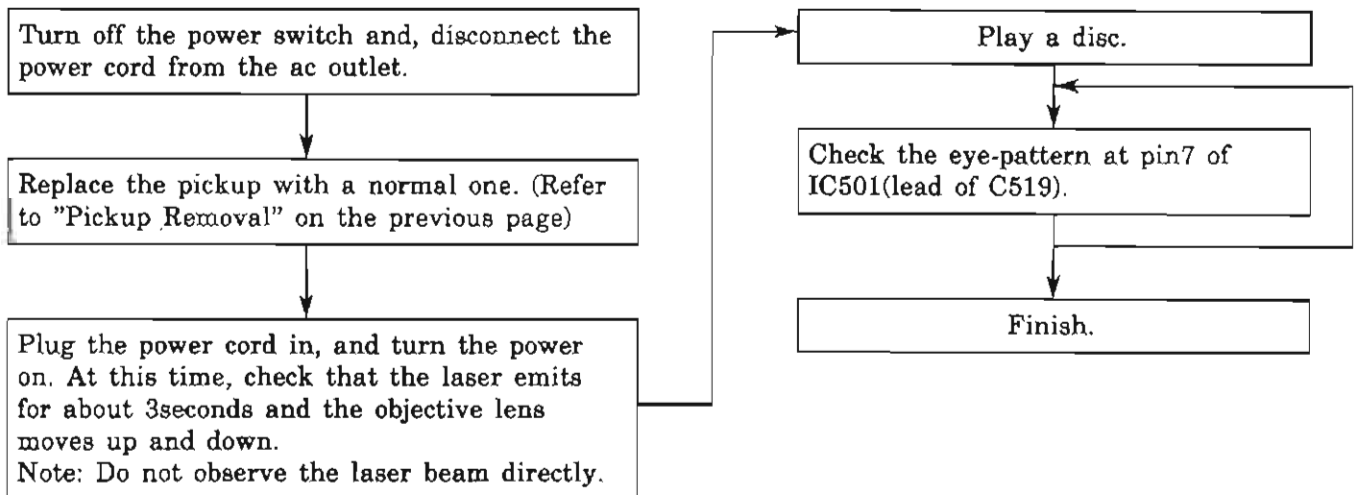 Turn off the power switch and, disconnect the
power cord from the ac outlet.
Replace the pickup with a normal one. (Refer
to "Pickup Removal" on the previous page)
Plug the power cord in, and turn the power
on. At this time, check that the laser emits
for about 3seconds and the objective lens
moves up and down.
Note: Do not observe the laser beam directly.
Play a disc.
Check the eye-pattern at pin7 of
IC501(lead of C519).
Finish.